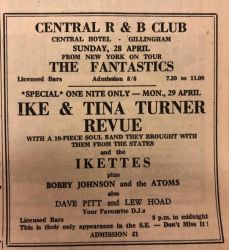 CENTRAL R & B CLUB
CENTRAL HOTEL - GILLINGHAM
SUNDAY, 28 APRIL
FROM NEW YORK ON TOUR
THE FANTASTICS
Licensed Bars Admission 8/6 7.30 to 11.00
*SPECIAL* ONE NITE ONLY — MON., 29 APRIL
IKE & TINA TURNER
REVUE
WITH A 10-PIECE SOUL BAND THEY BROUGHT WITH
THEM FROM THE STATES
and the
IKETTES
plus
BOBBY JOHNSON and the ATOMS
also,
DAVE PITT and LEW HOAD
Your Favourite D.J.s
Licensed Bars 8 p.m. to midnight
This is their only appearance in the S.E. — Don't Miss It!
ADMISSION £1